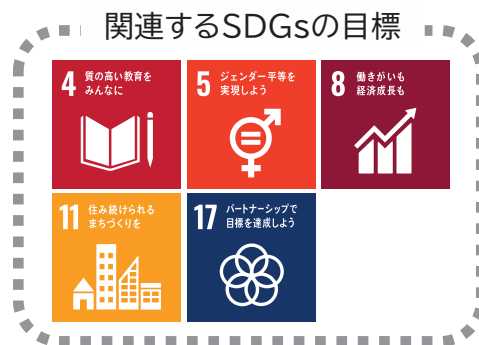 関連するSDGsの目標
4 質の高い教育を
みんなに
5 ジェンダー平等を
実現しよう
8 働きがいも
経済成長も
11 住み続けられる
まちづくりを
17 パートナーシップで
目標を達成しよう